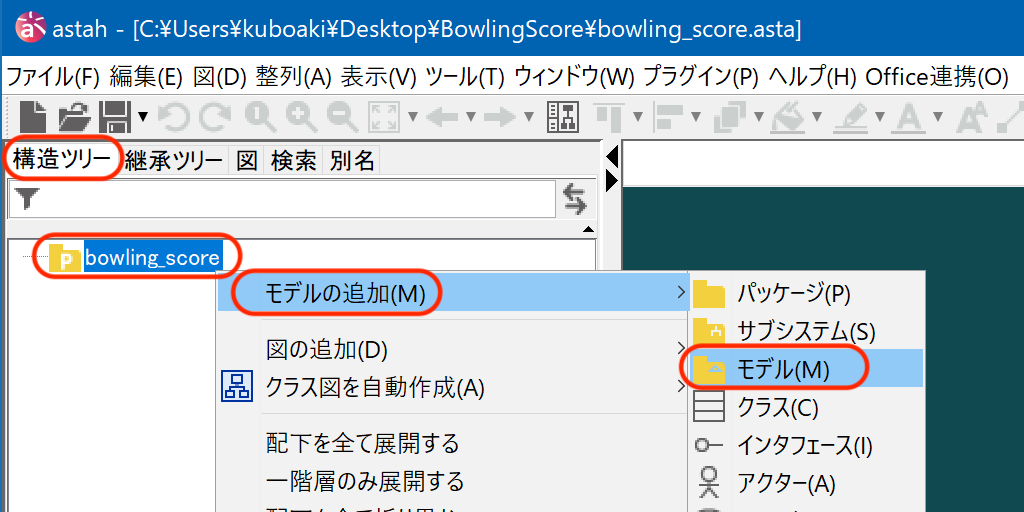 astah - [C:¥Users¥kuboaki¥Desktop¥BowlingScore¥bowling_score.asta]
ファイル(F) 編集(E) 図(D) 整列(A) 表示(V) ツール(T) ウィンドウ(W) プラグイン(P) ヘルプ(H) Office連携(O)
構造ツリー 継承ツリー 図 検索 別名
bowling_score
モデルの追加(M)
図の追加(D)
クラス図を自動作成(A)
配下を全て展開する
一階層のみ展開する
パッケージ(P)
サブシステム(S)
モデル(M)
クラス(C)
インタフェース(I)
アクター(A)